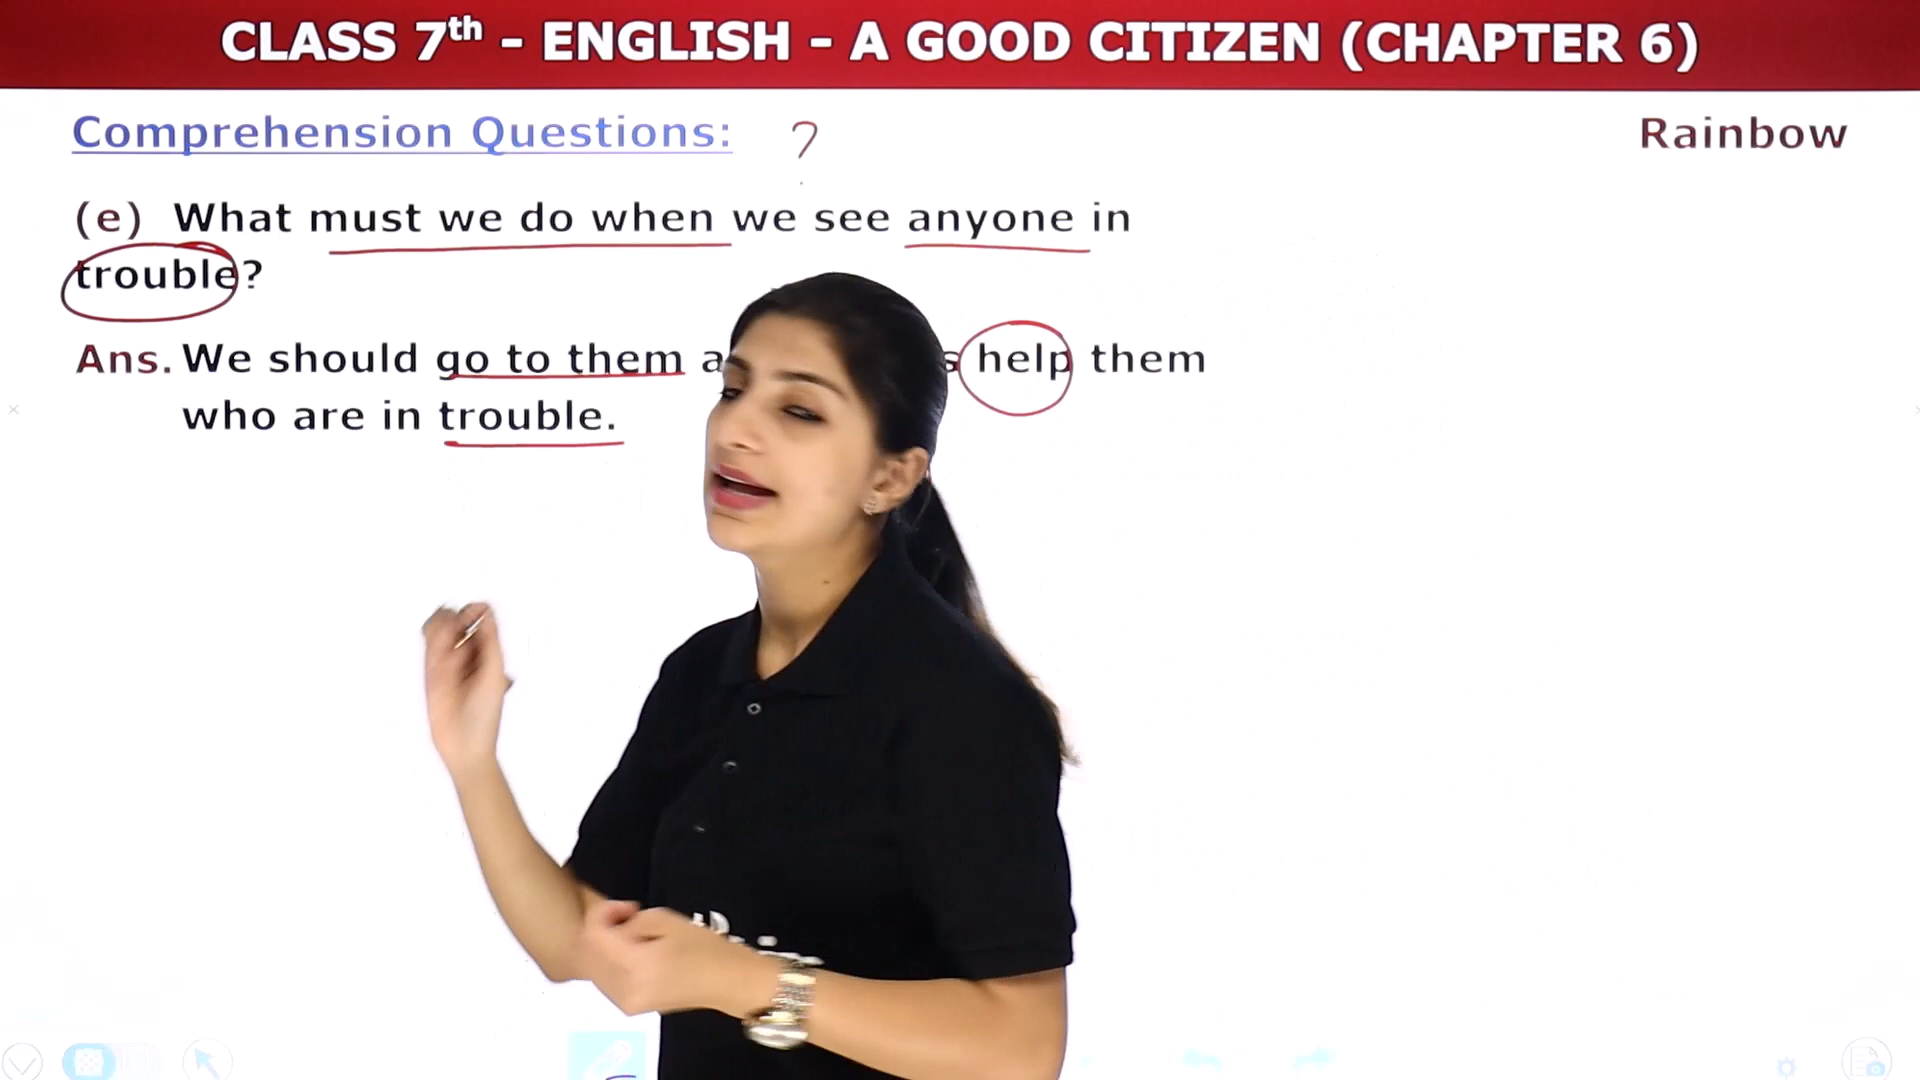 CLASS 7th - ENGLISH - A GOOD CITIZEN (CHAPTER 6)
Comprehension Questions: ?
Rainbow
(e) What must we do when we see anyone in
trouble?
Ans. We should go to them help them
who are in trouble.